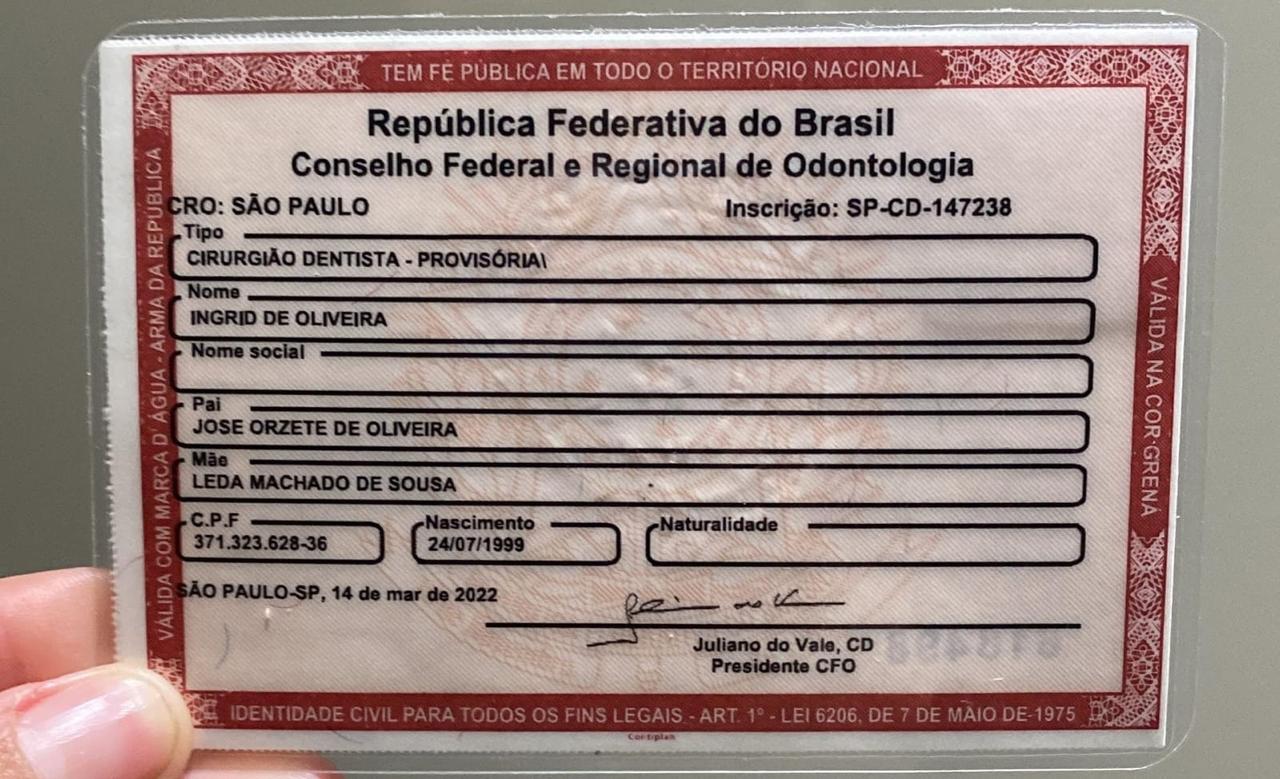 TEM FÉ PÚBLICA EM TODO O TERRITÓRIO NACIONAL
República Federativa do Brasil
Conselho Federal e Regional de Odontologia
CRO: SÃO PAULO Inscrição: SP-CD-147238
Tipo
CIRURGIÃO DENTISTA - PROVISÓRIA\
Nome
INGRID DE OLIVEIRA
Nome social
Pai
JOSE ORZETE DE OLIVEIRA
Mãe
LEDA MACHADO DE SOUSA
C.P.F Nascimento Naturalidade
371.323.628-36 24/07/1999
SÃO PAULO-SP, 14 de mar de 2022
Juliano do Vale, CD
Presidente CFO
IDENTIDADE CIVIL PARA TODOS OS FINS LEGAIS - ART. 1º - LEI 6206, DE 7 DE MAIO DE-1975
VÁLIDA COM MARCA D' ÁGUA - ARMA DA REPÚBLICA
VÁLIDA NA COR·GRENÁ
Contiplan